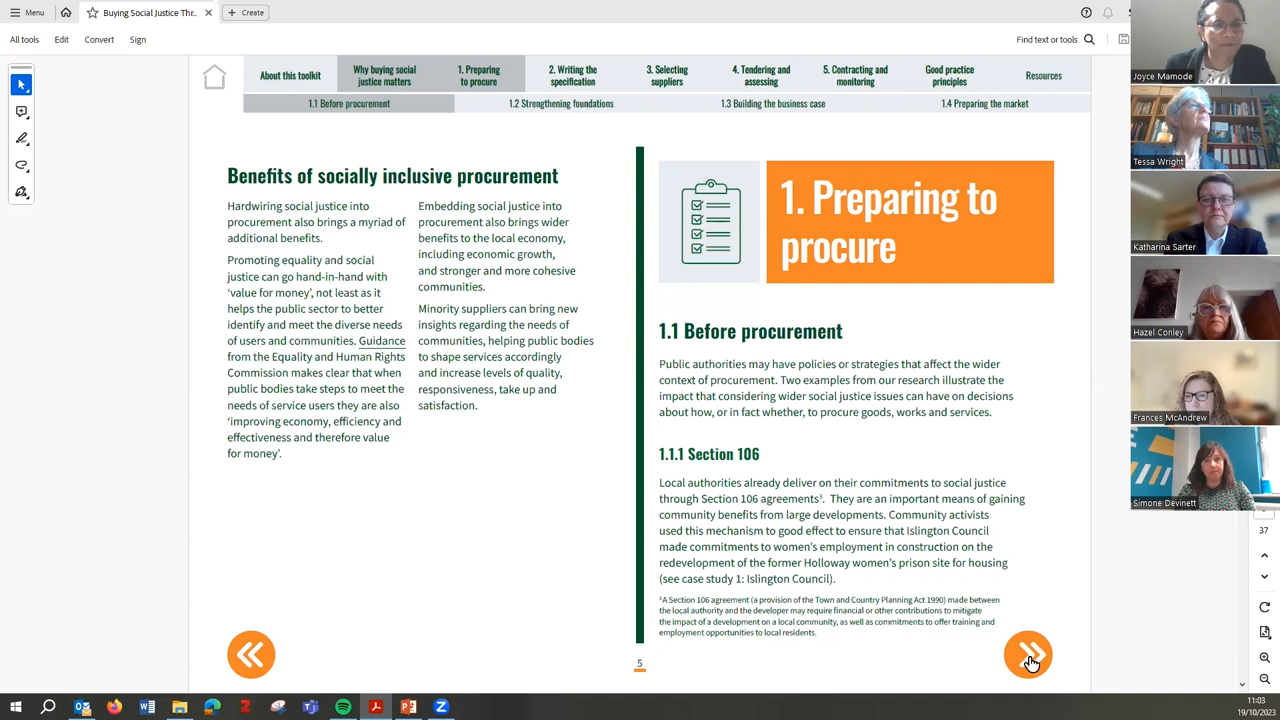 Menu
Buying Social Justice Thr...
Create
All tools
Edit
Convert
Sign
Find text or tools
About this toolkit
Why buying social
justice matters
1. Preparing
to procure
2. Writing the
specification
3. Selecting
suppliers
4. Tendering and
assessing
5. Contracting and
monitoring
Good practice
principles
Resources
1.1 Before procurement
1.2 Strengthening foundations
1.3 Building the business case
1.4 Preparing the market
Benefits of socially inclusive procurement
Hardwiring social justice into
procurement also brings a myriad of
additional benefits.
Promoting equality and social
justice can go hand-in-hand with
‘value for money’, not least as it
helps the public sector to better
identify and meet the diverse needs
of users and communities. Guidance
from the Equality and Human Rights
Commission makes clear that when
public bodies take steps to meet the
needs of service users they are also
‘improving economy, efficiency and
effectiveness and therefore value
for money’.
Embedding social justice into
procurement also brings wider
benefits to the local economy,
including economic growth,
and stronger and more cohesive
communities.
Minority suppliers can bring new
insights regarding the needs of
communities, helping public bodies
to shape services accordingly
and increase levels of quality,
responsiveness, take up and
satisfaction.
1. Preparing to
procure
1.1 Before procurement
Public authorities may have policies or strategies that affect the wider
context of procurement. Two examples from our research illustrate the
impact that considering wider social justice issues can have on decisions
about how, or in fact whether, to procure goods, works and services.
1.1.1 Section 106
Local authorities already deliver on their commitments to social justice
through Section 106 agreements³. They are an important means of gaining
community benefits from large developments. Community activists
used this mechanism to good effect to ensure that Islington Council
made commitments to women’s employment in construction on the
redevelopment of the former Holloway women’s prison site for housing
(see case study 1: Islington Council).
³A Section 106 agreement (a provision of the Town and Country Planning Act 1990) made between
the local authority and the developer may require financial or other contributions to mitigate
the impact of a development on a local community, as well as commitments to offer training and
employment opportunities to local residents.
5
Joyce Mamode
Tessa Wright
Katharina Sarter
Hazel Conley
Frances McAndrew
Simone Devinett
37
11:03
19/10/2023